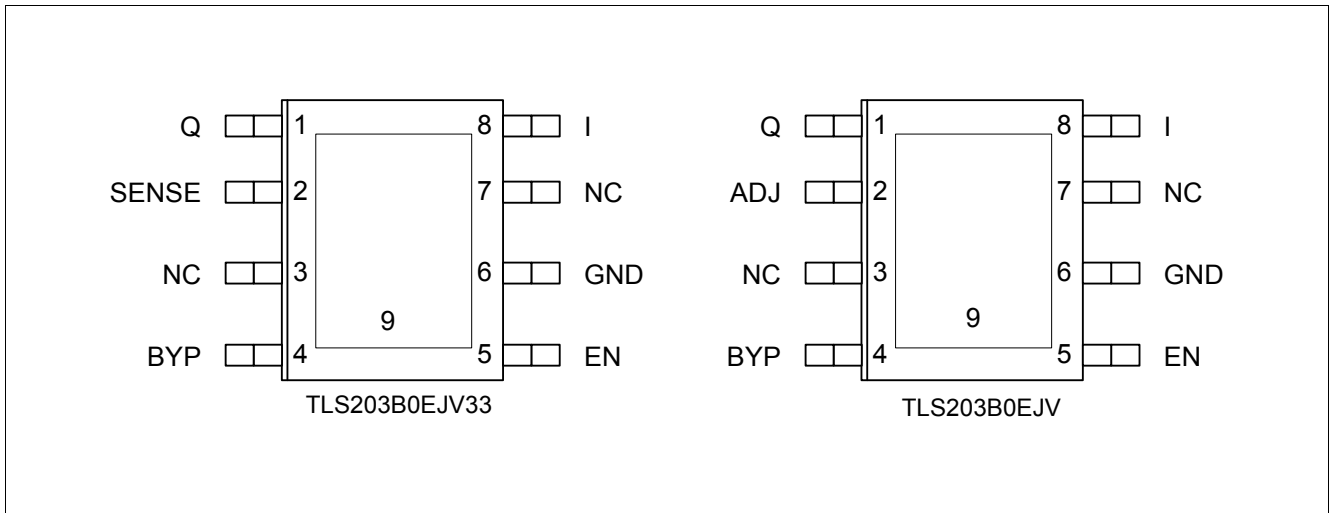 Q 1 8 I
SENSE 2 7 NC
NC 3 6 GND
9
BYP 4 5 EN
TLS203B0EJV33
Q 1 8 I
ADJ 2 7 NC
NC 3 6 GND
9
BYP 4 5 EN
TLS203B0EJV